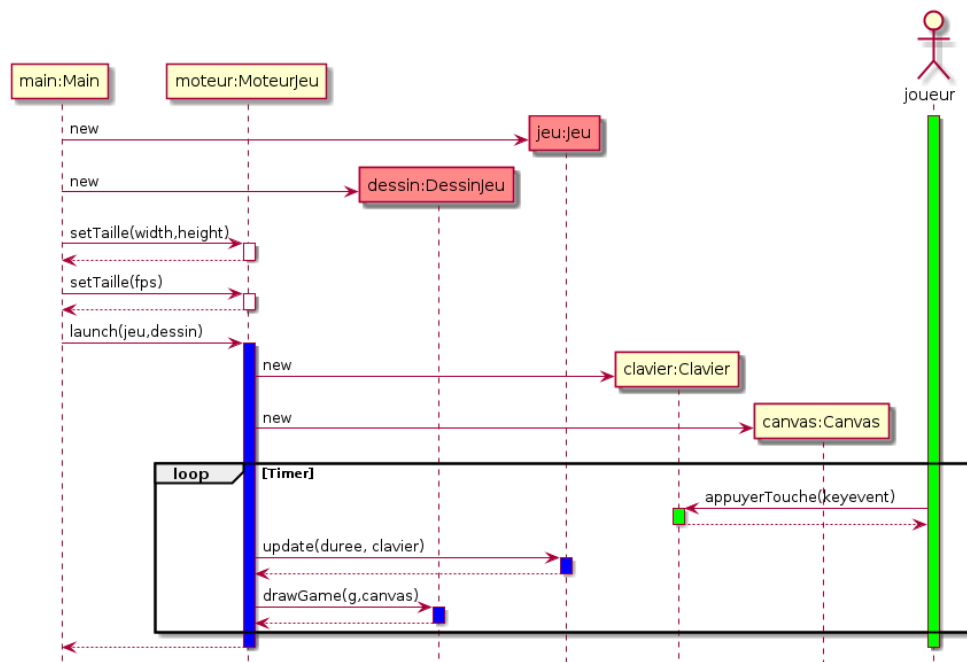 joueur
main:Main
moteur:MoteurJeu
new
jeu:Jeu
new
dessin:DessinJeu
setTaille(width,height)
setTaille(fps)
launch(jeu,dessin)
new
clavier:Clavier
new
canvas:Canvas
loop [Timer]
appuyerTouche(keyevent)
update(duree, clavier)
drawGame(g,canvas)